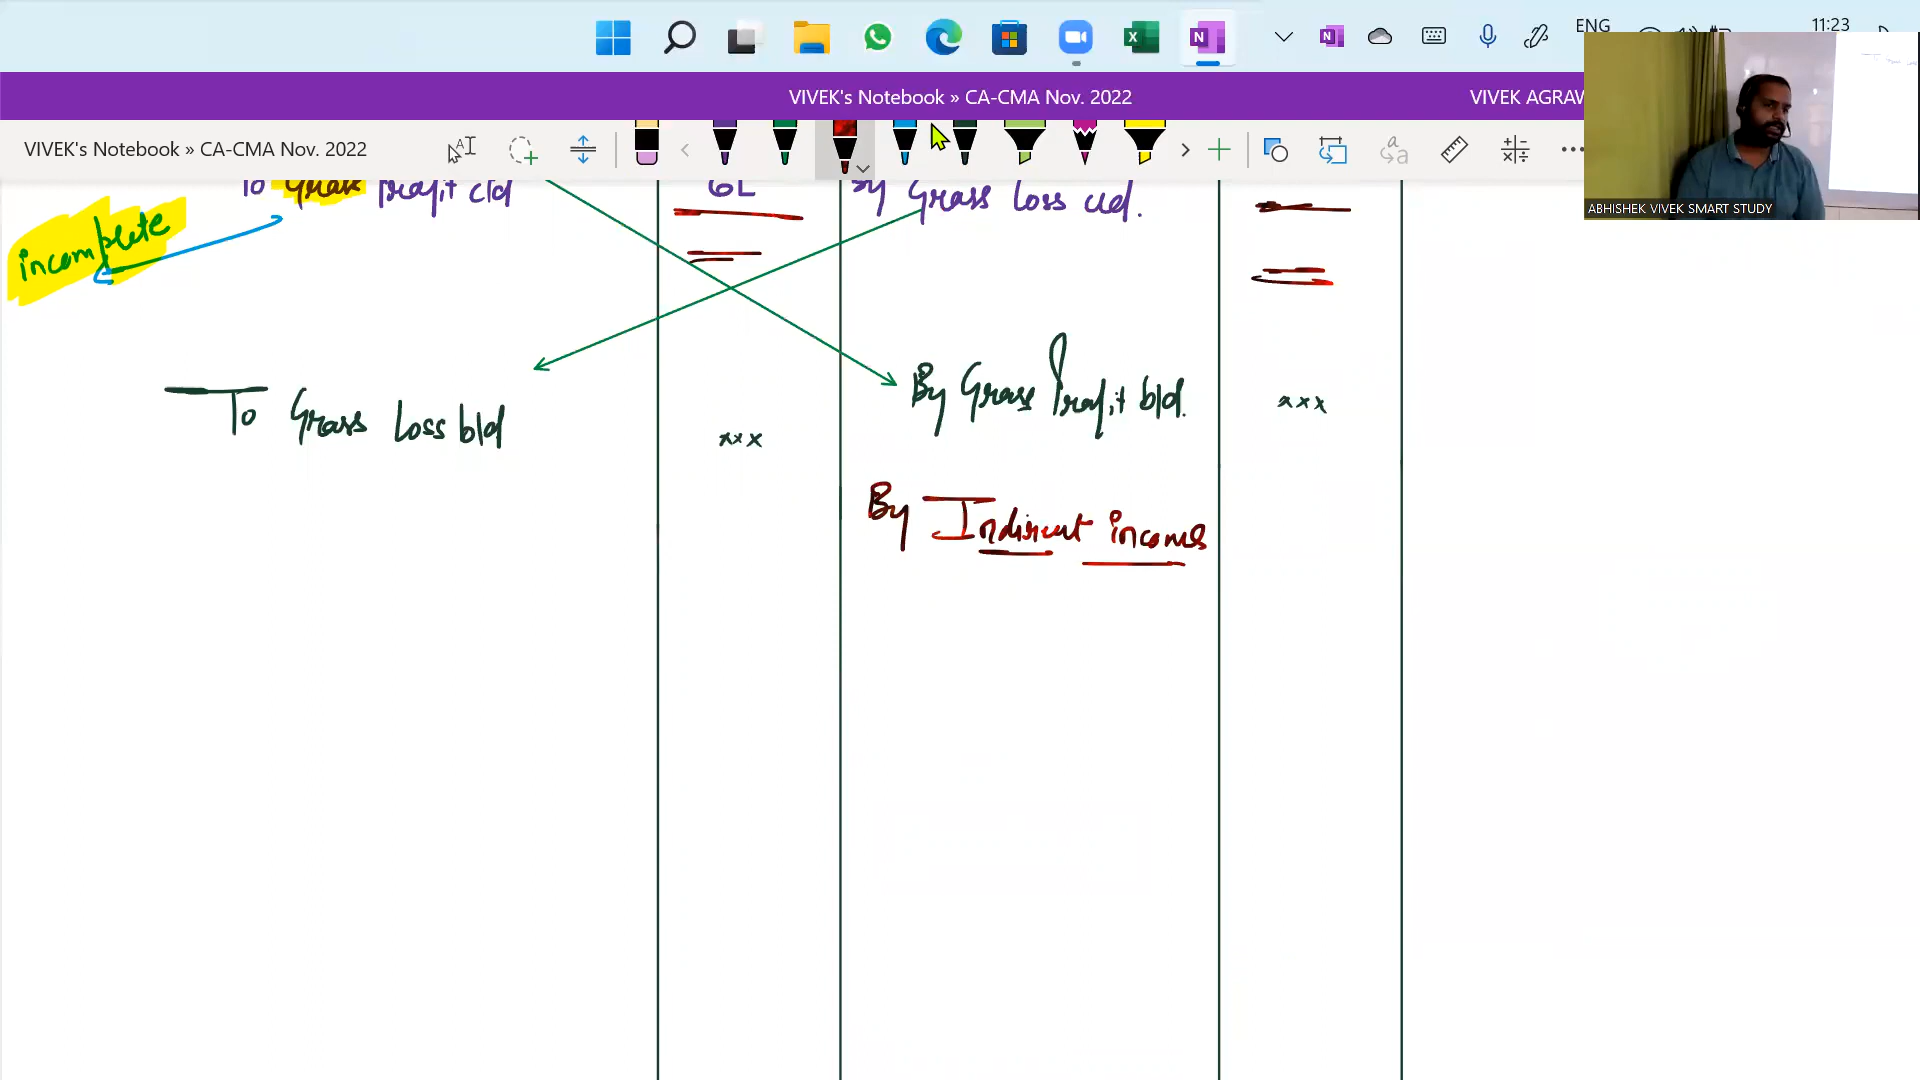 ENG
11:23
VIVEK's Notebook » CA-CMA Nov. 2022
VIVEK AGRAW
VIVEK's Notebook » CA-CMA Nov. 2022
ABHISHEK VIVEK SMART STUDY
To Gross Profit c/d
GL
By Gross Loss c/d.
incomplete
To Gross Loss b/d
xxx
By Gross Profit b/d.
xxx
By Indirect incomes